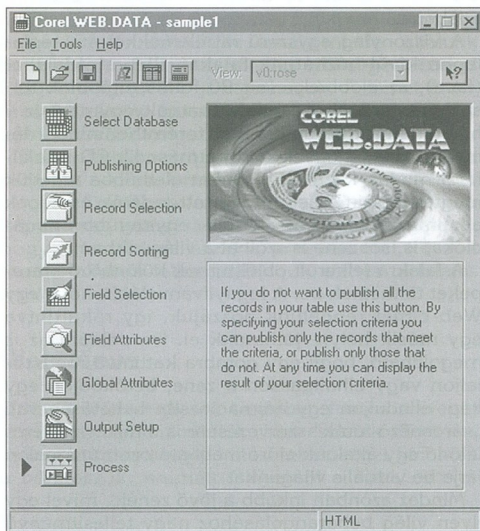 Corel WEB.DATA - sample1
File Tools Help
View: v0:rose
Select Database
Publishing Options
Record Selection
Record Sorting
Field Selection
Field Attributes
Global Attributes
Output Setup
Process
COREL
WEB.DATA
If you do not want to publish all the
records in your table use this button. By
specifying your selection criteria you
can publish only the records that meet
the criteria, or publish only those that
do not. At any time you can display the
result of your selection criteria.
HTML